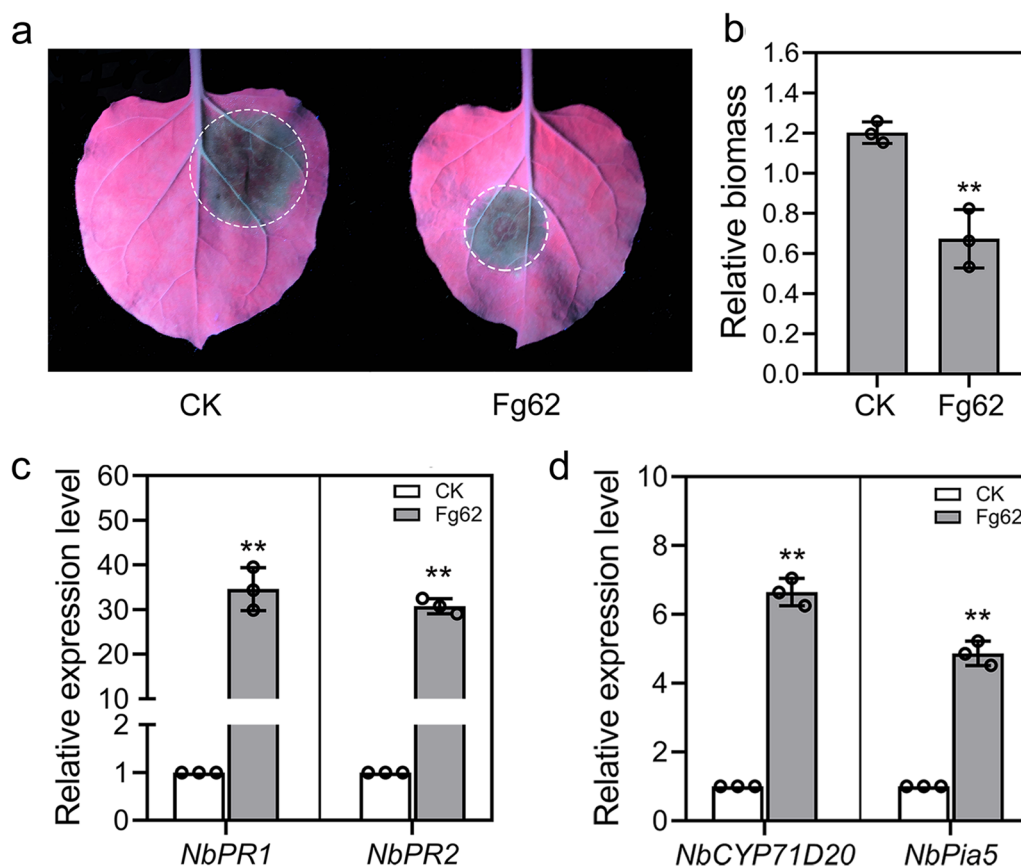 a
CK
Fg62
b
Relative biomass
1.6
1.4
1.2
1.0
0.8
0.6
0.4
0.2
0.0
**
CK
Fg62
c
Relative expression level
60
50
40
30
20
10
2
1
0
CK
Fg62
**
**
NbPR1
NbPR2
d
Relative expression level
10
8
6
4
2
0
CK
Fg62
**
**
NbCYP71D20
NbPia5